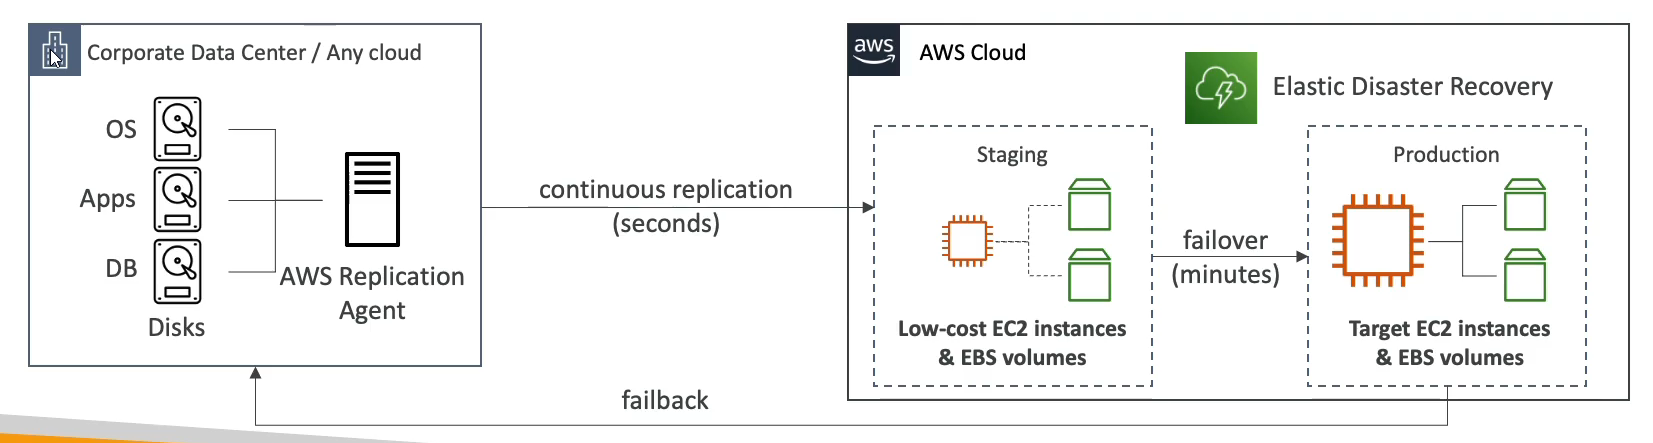 Corporate Data Center / Any cloud
OS
Apps
DB
Disks
AWS Replication
Agent
continuous replication
(seconds)
aws
AWS Cloud
Elastic Disaster Recovery
Staging
Low-cost EC2 instances
& EBS volumes
failover
(minutes)
Production
Target EC2 instances
& EBS volumes
failback